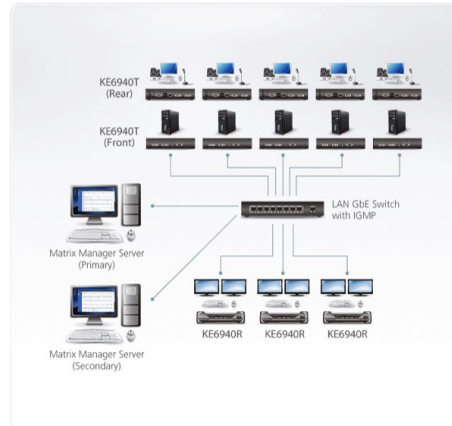 KE6940T
(Rear)
KE6940T
(Front)
LAN GbE Switch
with IGMP
Matrix Manager Server
(Primary)
KE6940R
KE6940R
KE6940R
Matrix Manager Server
(Secondary)